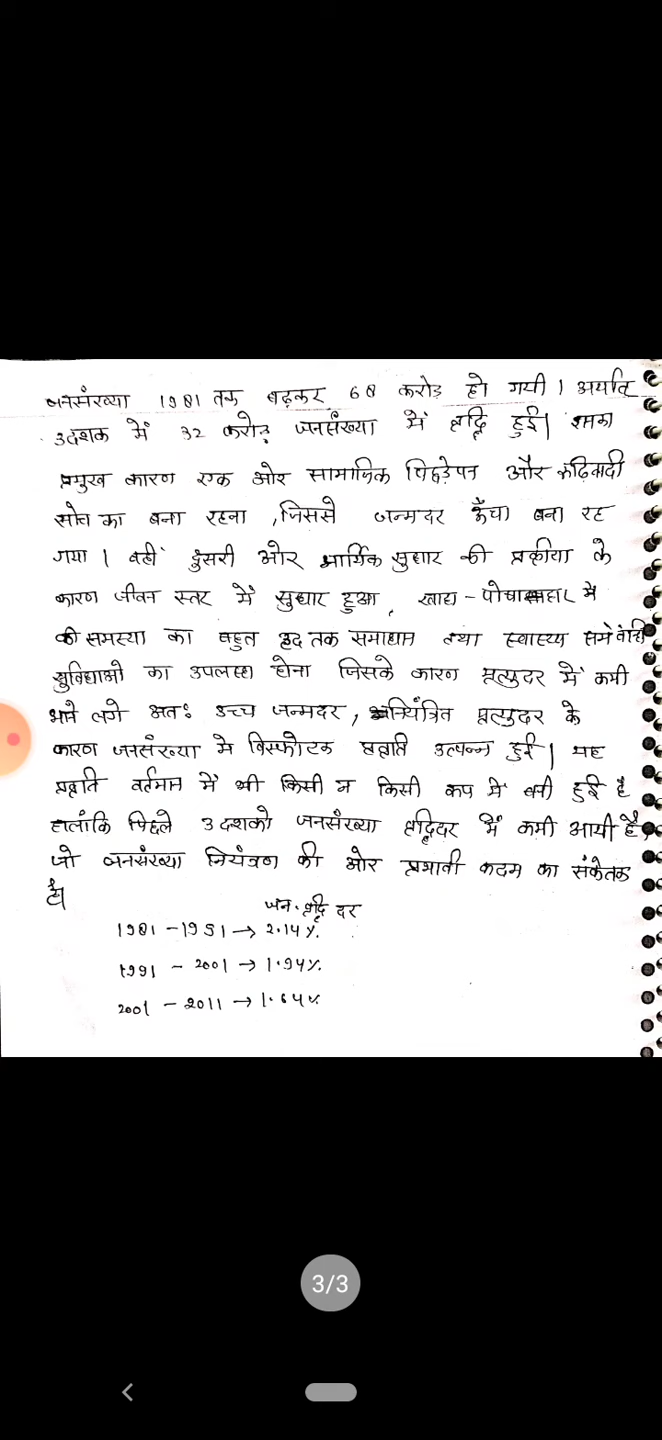 जनसंख्या 1981 तक बढ़कर 68 करोड़ हो गयी। अर्थात्
3 दशक में 32 करोड़ जनसंख्या में वृद्धि हुई। इसका
प्रमुख कारण एक ओर सामाजिक पिछड़ेपन और रूढ़िवादी
सोच का बना रहना, जिससे जन्मदर ऊँचा बना रह
गया। वहीं दुसरी ओर आर्थिक सुधार की प्रक्रीया के
कारण जीवन स्तर में सुधार हुआ, खाद्य - पोषाहार में
की समस्या का बहुत हद तक समाधान तथा स्वास्थ्य संबंधी
सुविधाओ का उपलब्ध होना जिसके कारण मृत्युदर में कमी
आने लगे अतः उच्च जन्मदर, नियंत्रित मृत्युदर के
कारण जनसंख्या मे विस्फोटक प्रवृति उत्पन्न हुई। यह
प्रवृति वर्तमान में भी किसी न किसी रूप में बनी हुई है
हालांकि पिछले 3 दशको जनसंख्या वृद्धिदर में कमी आयी है,
जो जनसंख्या नियंत्रण की ओर प्रभावी कदम का संकेतक
है।
जन. वृद्धि दर
1981 - 1991 → 2.14%.
1991 - 2001 → 1.94%.
2001 - 2011 → 1.64%
3/3